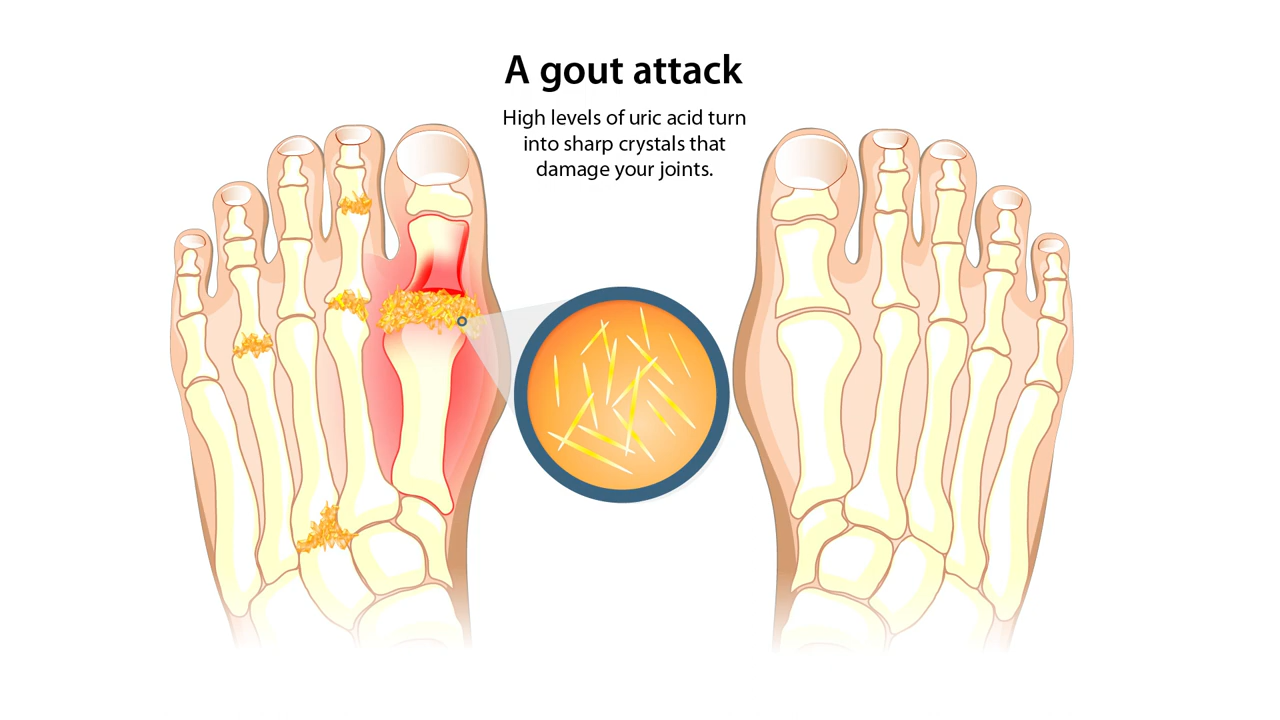 A gout attack
High levels of uric acid turn
into sharp crystals that
damage your joints.